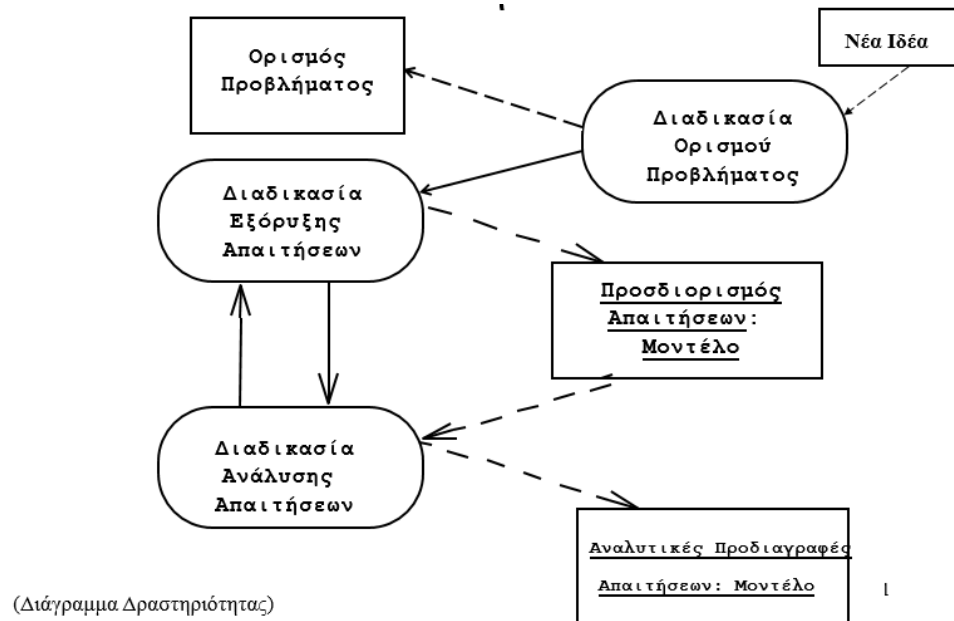 Νέα Ιδέα
Ορισμός
Προβλήματος
Διαδικασία
Ορισμού
Προβλήματος
Διαδικασία
Εξόρυξης
Απαιτήσεων
Προσδιορισμός
Απαιτήσεων:
Μοντέλο
Διαδικασία
Ανάλυσης
Απαιτήσεων
Αναλυτικές Προδιαγραφές
Απαιτήσεων: Μοντέλο
1
(Διάγραμμα Δραστηριότητας)